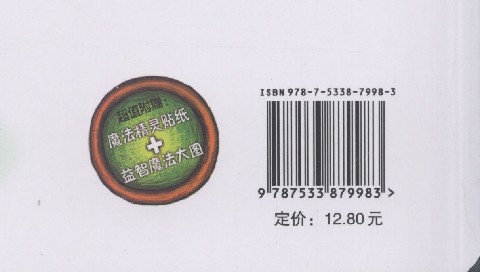 超值附赠：
魔法精灵贴纸
+
益智魔法大图
ISBN 978-7-5338-7998-3
9 787533 879983 >
定价：12.80元